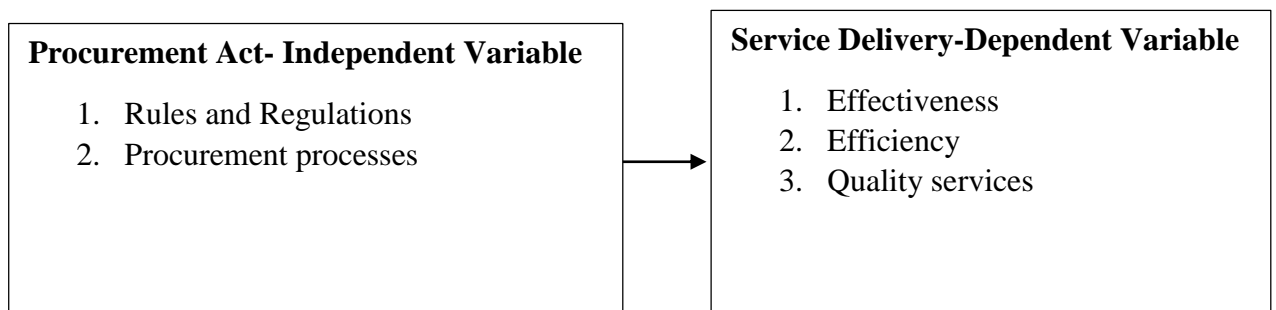 Procurement Act- Independent Variable
1. Rules and Regulations
2. Procurement processes
Service Delivery-Dependent Variable
1. Effectiveness
2. Efficiency
3. Quality services